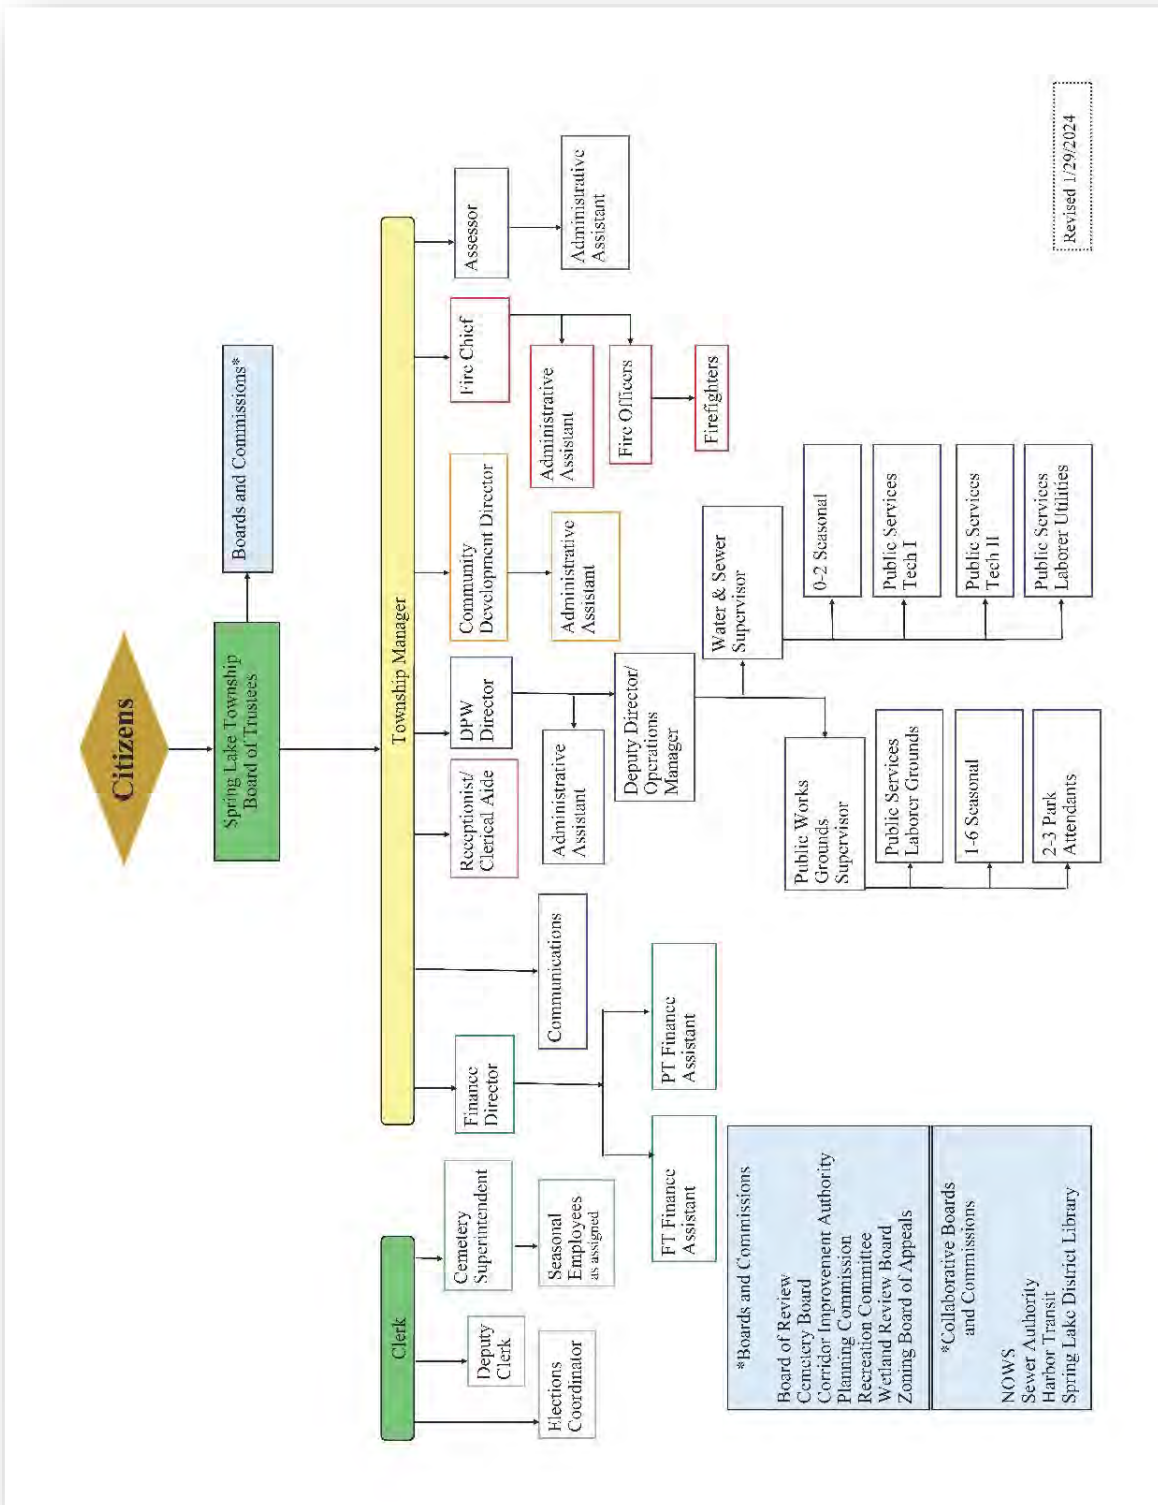 Citizens
Spring Lake Township
Board of Trustees
Boards and Commissions*
Clerk
Township Manager
Elections
Coordinator
Deputy
Clerk
Cemetery
Superintendent
Seasonal
Employees
as assigned
Finance
Director
FT Finance
Assistant
PT Finance
Assistant
Communications
Receptionist/
Clerical Aide
DPW
Director
Administrative
Assistant
Deputy Director/
Operations
Manager
Public Works
Grounds
Supervisor
Public Services
Laborer Grounds
1-6 Seasonal
2-3 Park
Attendants
Water & Sewer
Supervisor
0-2 Seasonal
Public Services
Tech I
Public Services
Tech II
Public Services
Laborer Utilities
Community
Development Director
Administrative
Assistant
Fire Chief
Administrative
Assistant
Fire Officers
Firefighters
Assessor
Administrative
Assistant
*Boards and Commissions
Board of Review
Cemetery Board
Corridor Improvement Authority
Planning Commission
Recreation Committee
Wetland Review Board
Zoning Board of Appeals
*Collaborative Boards
and Commissions
NOWS
Sewer Authority
Harbor Transit
Spring Lake District Library
Revised 1/29/2024